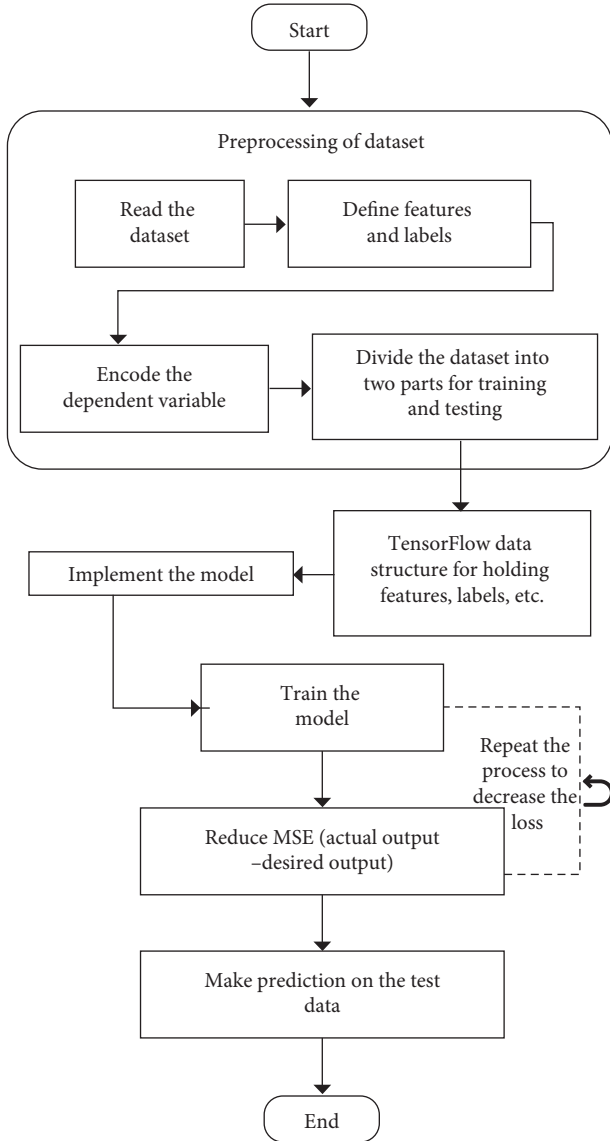 Start
Preprocessing of dataset
Read the
dataset
Define features
and labels
Encode the
dependent variable
Divide the dataset into
two parts for training
and testing
TensorFlow data
structure for holding
features, labels, etc.
Implement the model
Train the
model
Repeat the
process to
decrease the
loss
Reduce MSE (actual output
–desired output)
Make prediction on the test
data
End